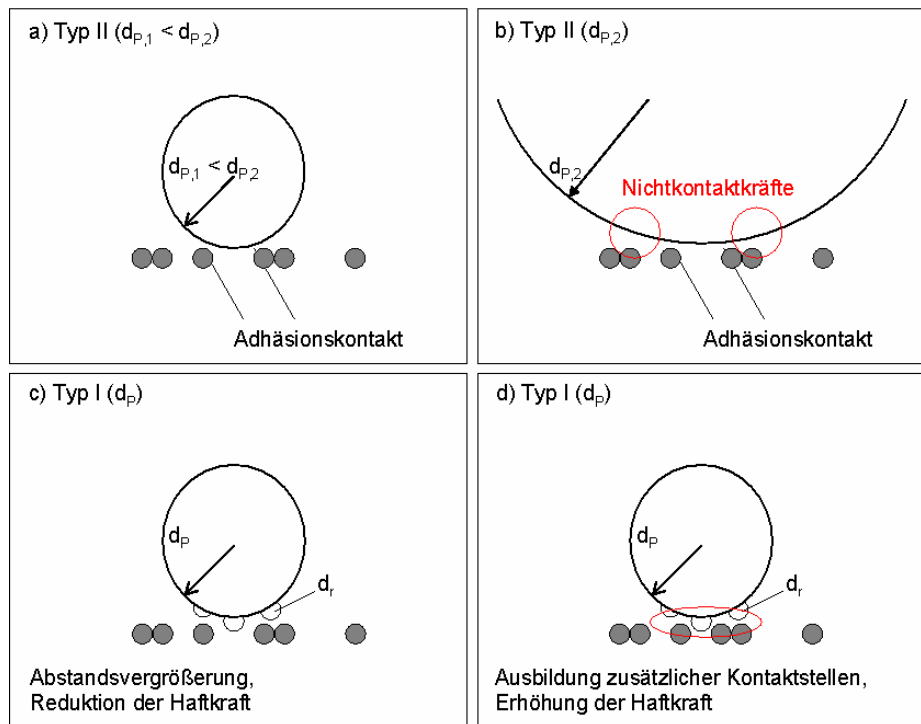 a) Typ II (dP,1 < dP,2)
dP,1 < dP,2
Adhäsionskontakt
b) Typ II (dP,2)
dP,2
Nichtkontaktkräfte
Adhäsionskontakt
c) Typ I (dP)
dP
dr
Abstandsvergrößerung,
Reduktion der Haftkraft
d) Typ I (dP)
dP
dr
Ausbildung zusätzlicher Kontaktstellen,
Erhöhung der Haftkraft